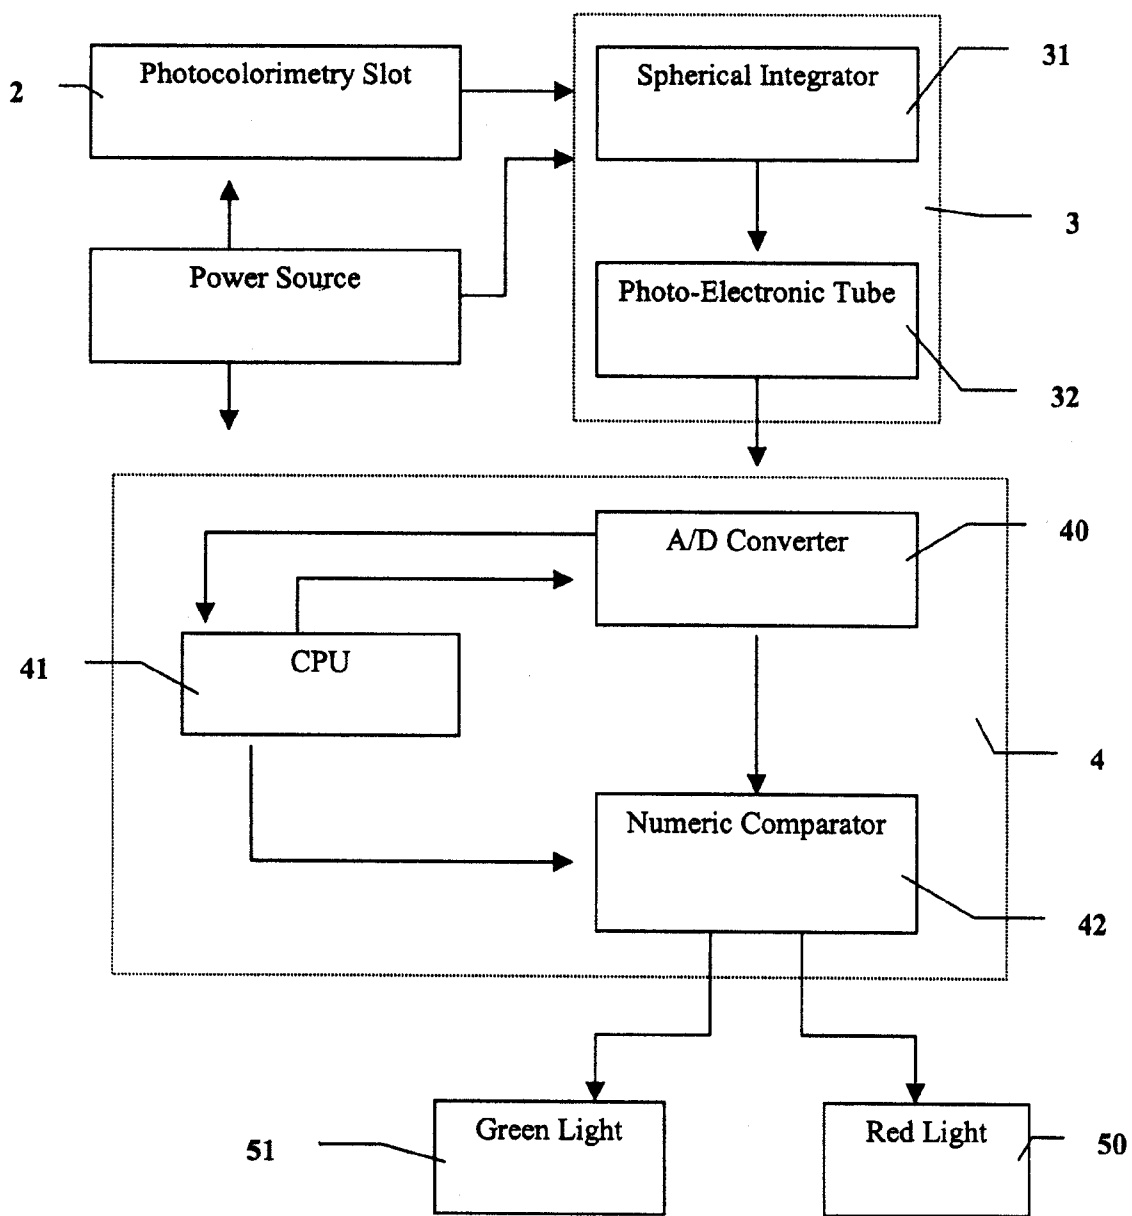 Photocolorimetry Slot
2
Spherical Integrator
31
3
Power Source
Photo-Electronic Tube
32
A/D Converter
40
CPU
41
4
Numeric Comparator
42
Green Light
51
Red Light
50